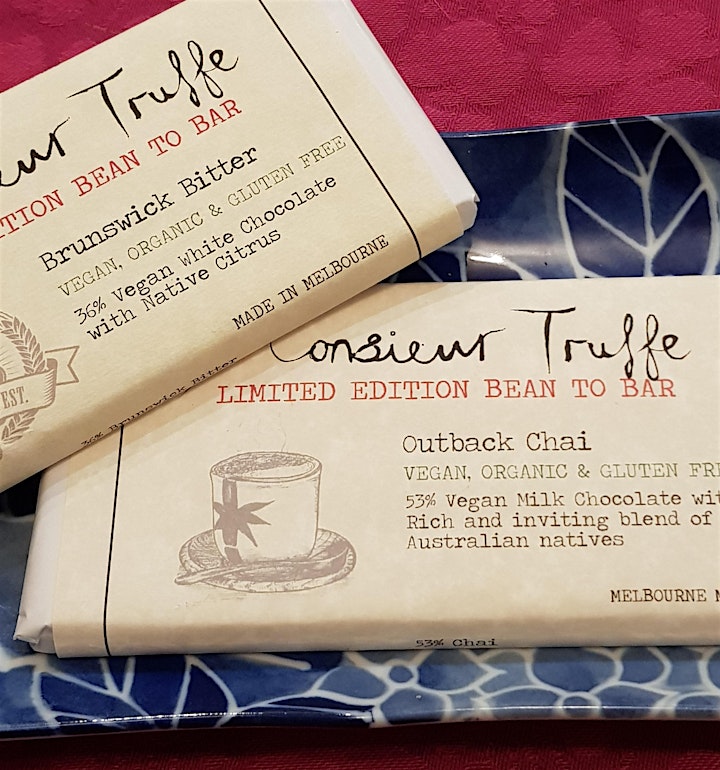 eur Truffe
ITION BEAN TO BAR
Brunswick Bitter
VEGAN, ORGANIC & GLUTEN FREE
36% Vegan White Chocolate
with Native Citrus
MADE IN MELBOURNE
EST.
36% Brunswick Bitter
onsieur Truffe
LIMITED EDITION BEAN TO BAR
Outback Chai
VEGAN, ORGANIC & GLUTEN FRE
53% Vegan Milk Chocolate wit
Rich and inviting blend of
Australian natives
MELBOURNE M
53% Chai